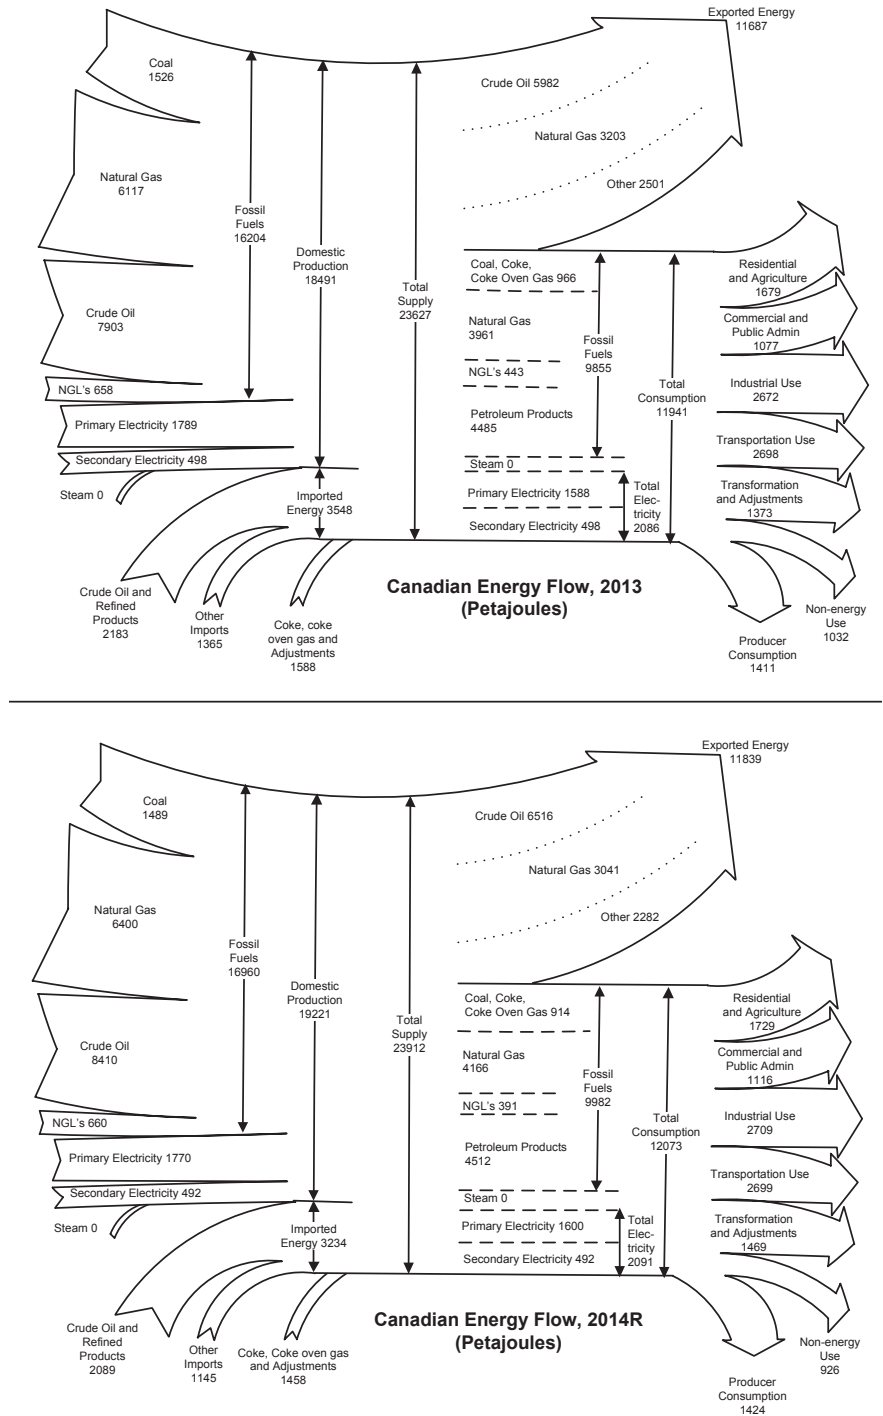 Exported Energy
11687
Coal
1526
Crude Oil 5982
Natural Gas 3203
Natural Gas
6117
Other 2501
Fossil
Fuels
16204
Domestic
Production
18491
Total
Supply
23627
Crude Oil
7903
Coal, Coke,
Coke Oven Gas 966
Natural Gas
3961
Fossil
Fuels
9855
NGL's 443
Total
Consumption
11941
Petroleum Products
4485
Residential
and Agriculture
1679
Commercial and
Public Admin
1077
Industrial Use
2672
Transportation Use
2698
Transformation
and Adjustments
1373
NGL's 658
Primary Electricity 1789
Secondary Electricity 498
Steam 0
Imported
Energy 3548
Steam 0
Primary Electricity 1588
Secondary Electricity 498
Total
Elec-
tricity
2086
Crude Oil and
Refined
Products
2183
Other
Imports
1365
Coke, coke
oven gas and
Adjustments
1588
Canadian Energy Flow, 2013
(Petajoules)
Producer
Consumption
1411
Non-energy
Use
1032
Exported Energy
11839
Coal
1489
Crude Oil 6516
Natural Gas 3041
Natural Gas
6400
Other 2282
Fossil
Fuels
16960
Domestic
Production
19221
Total
Supply
23912
Crude Oil
8410
Coal, Coke,
Coke Oven Gas 914
Natural Gas
4166
Fossil
Fuels
9982
NGL's 391
Total
Consumption
12073
Petroleum Products
4512
Residential
and Agriculture
1729
Commercial and
Public Admin
1116
Industrial Use
2709
Transportation Use
2699
Transformation
and Adjustments
1469
NGL's 660
Primary Electricity 1770
Secondary Electricity 492
Steam 0
Imported
Energy 3234
Steam 0
Primary Electricity 1600
Secondary Electricity 492
Total
Elec-
tricity
2091
Crude Oil and
Refined
Products
2089
Other
Imports
1145
Coke, Coke oven gas
and Adjustments
1458
Canadian Energy Flow, 2014R
(Petajoules)
Producer
Consumption
1424
Non-energy
Use
926